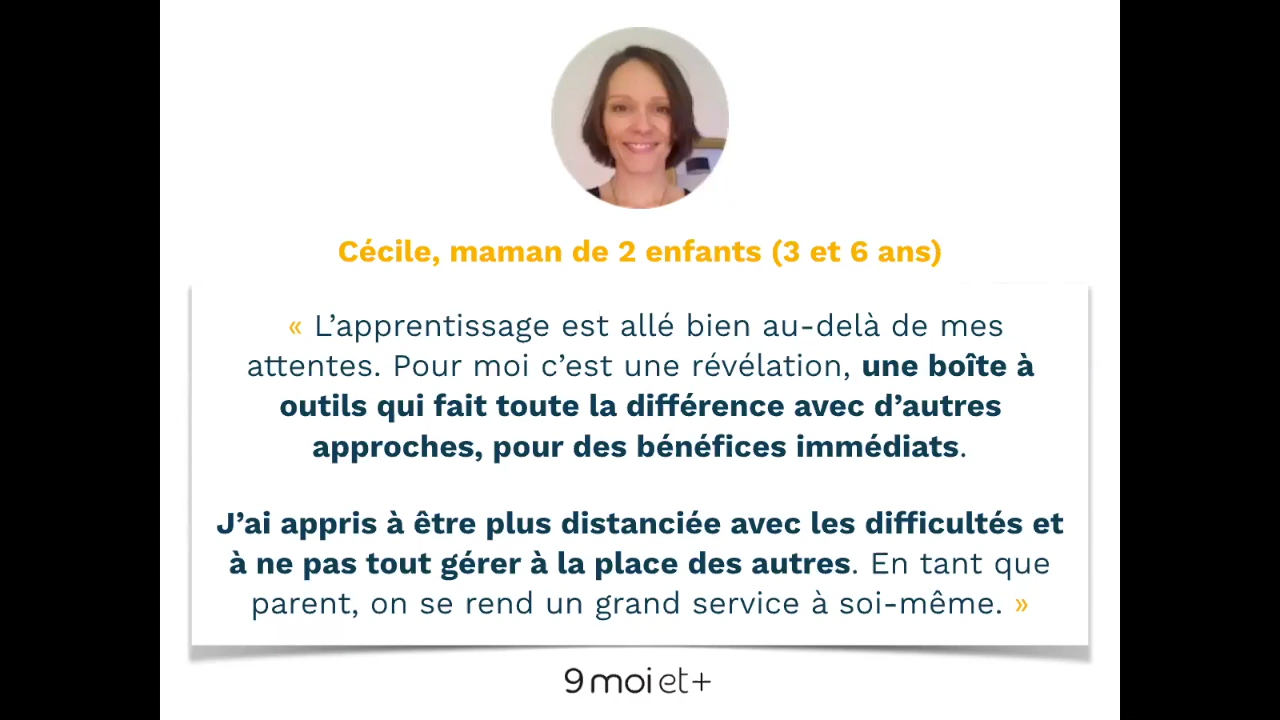 Cécile, maman de 2 enfants (3 et 6 ans)
« L’apprentissage est allé bien au-delà de mes
attentes. Pour moi c’est une révélation, une boîte à
outils qui fait toute la différence avec d’autres
approches, pour des bénéfices immédiats.
J’ai appris à être plus distanciée avec les difficultés et
à ne pas tout gérer à la place des autres. En tant que
parent, on se rend un grand service à soi-même. »
9 moi et+